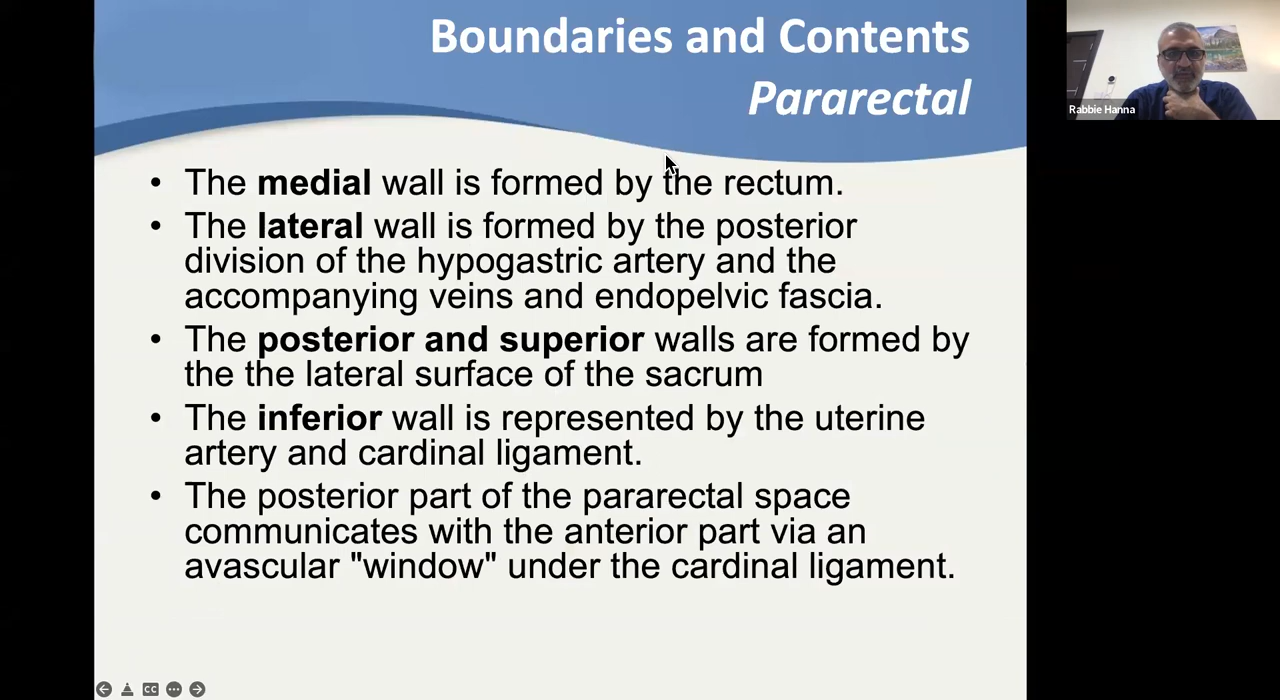 Boundaries and Contents
Pararectal
Rabbie Hanna
• The medial wall is formed by the rectum.
• The lateral wall is formed by the posterior
division of the hypogastric artery and the
accompanying veins and endopelvic fascia.
• The posterior and superior walls are formed by
the the lateral surface of the sacrum
• The inferior wall is represented by the uterine
artery and cardinal ligament.
• The posterior part of the pararectal space
communicates with the anterior part via an
avascular "window" under the cardinal ligament.
CC